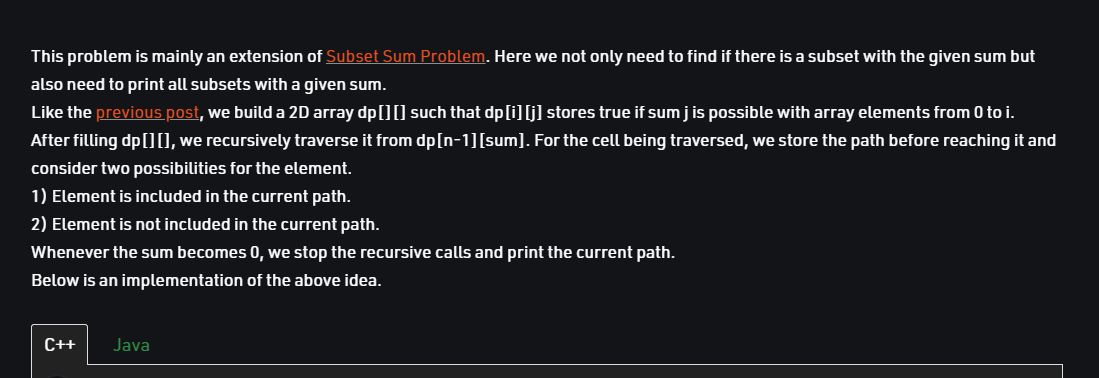 This problem is mainly an extension of Subset Sum Problem. Here we not only need to find if there is a subset with the given sum but
also need to print all subsets with a given sum.
Like the previous post, we build a 2D array dp[][] such that dp[i][j] stores true if sum j is possible with array elements from 0 to i.
After filling dp[][], we recursively traverse it from dp[n-1][sum]. For the cell being traversed, we store the path before reaching it and
consider two possibilities for the element.
1) Element is included in the current path.
2) Element is not included in the current path.
Whenever the sum becomes 0, we stop the recursive calls and print the current path.
Below is an implementation of the above idea.
C++ Java